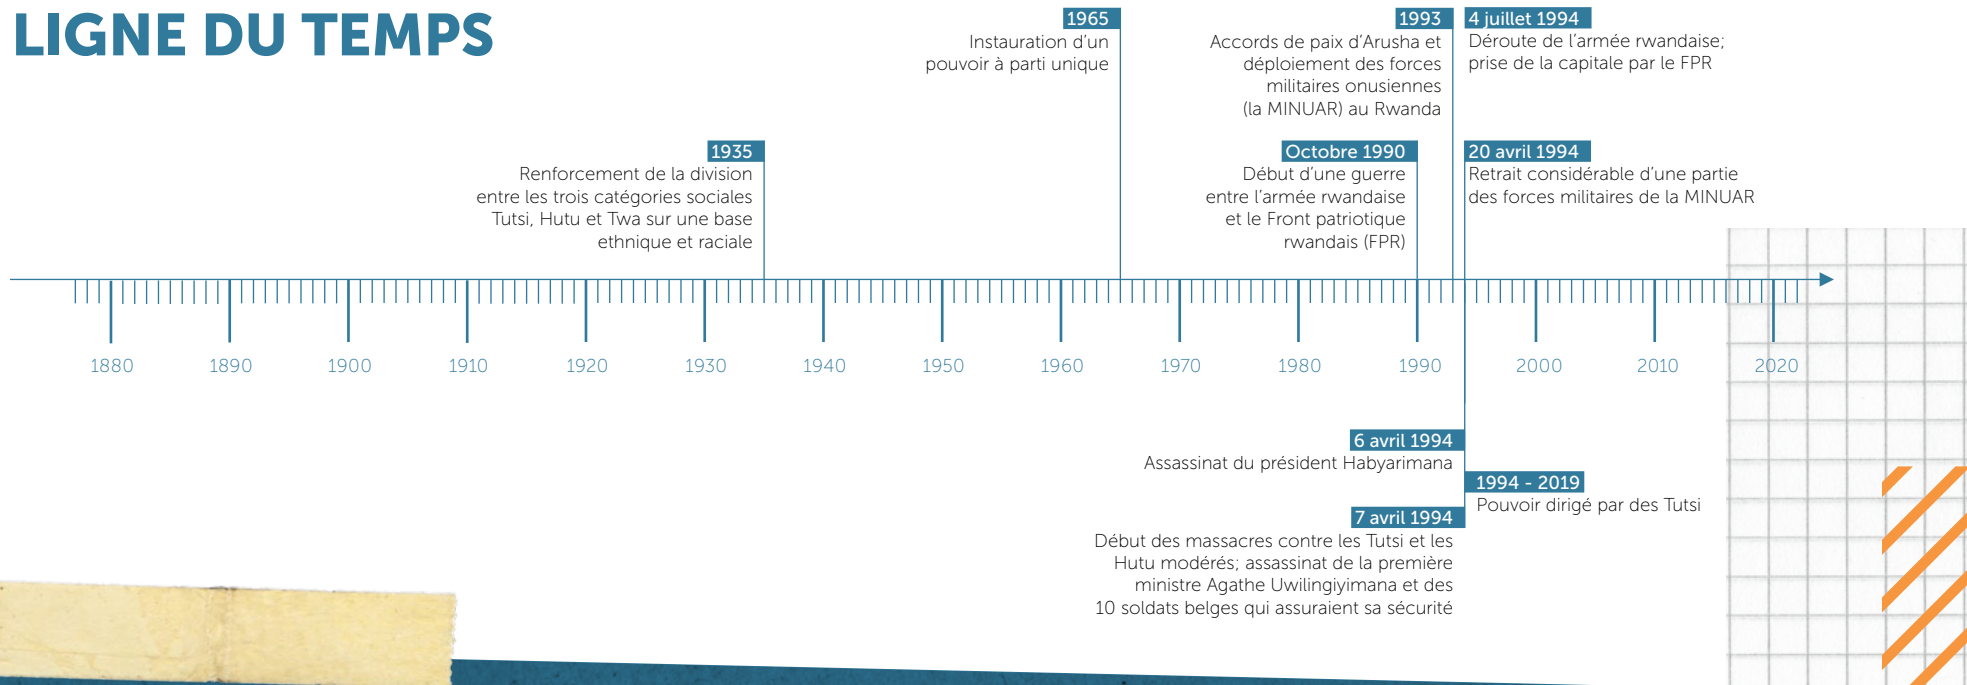 LIGNE DU TEMPS
1935
Renforcement de la division
entre les trois catégories sociales
Tutsi, Hutu et Twa sur une base
ethnique et raciale
1965
Instauration d’un
pouvoir à parti unique
Octobre 1990
Début d’une guerre
entre l’armée rwandaise
et le Front patriotique
rwandais (FPR)
1993
Accords de paix d’Arusha et
déploiement des forces
militaires onusiennes
(la MINUAR) au Rwanda
4 juillet 1994
Déroute de l’armée rwandaise;
prise de la capitale par le FPR
20 avril 1994
Retrait considérable d’une partie
des forces militaires de la MINUAR
1880 1890 1900 1910 1920 1930 1940 1950 1960 1970 1980 1990 2000 2010 2020
6 avril 1994
Assassinat du président Habyarimana
1994 - 2019
Pouvoir dirigé par des Tutsi
7 avril 1994
Début des massacres contre les Tutsi et les
Hutu modérés; assassinat de la première
ministre Agathe Uwilingiyimana et des
10 soldats belges qui assuraient sa sécurité